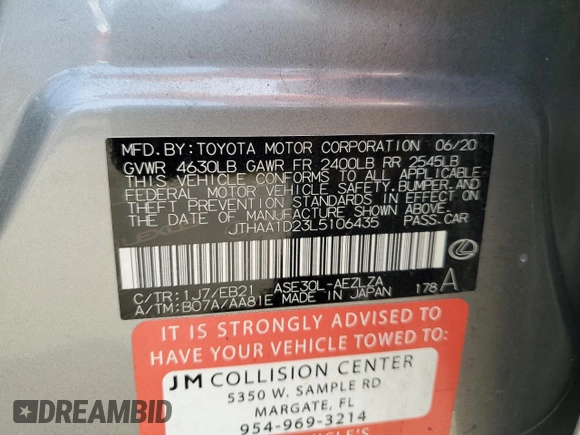 MFD. BY: TOYOTA MOTOR CORPORATION 06/20
GVWR 4630LB GAWR FR 2400LB RR 2545LB
THIS VEHICLE CONFORMS TO ALL APPLICABLE
FEDERAL MOTOR VEHICLE SAFETY, BUMPER, AND
THEFT PREVENTION STANDARDS IN EFFECT ON
THE DATE OF MANUFACTURE SHOWN ABOVE.
JTHAA1D23L5106435 PASS.CAR
C/TR: 1J7/EB21 ASE30L-AEZLZA
A/TM: B07A/AA81E MADE IN JAPAN 178 A
IT IS STRONGLY ADVISED TO
HAVE YOUR VEHICLE TOWED TO:
JM COLLISION CENTER
5350 W. SAMPLE RD
MARGATE, FL
954-969-3214
DREAMBID